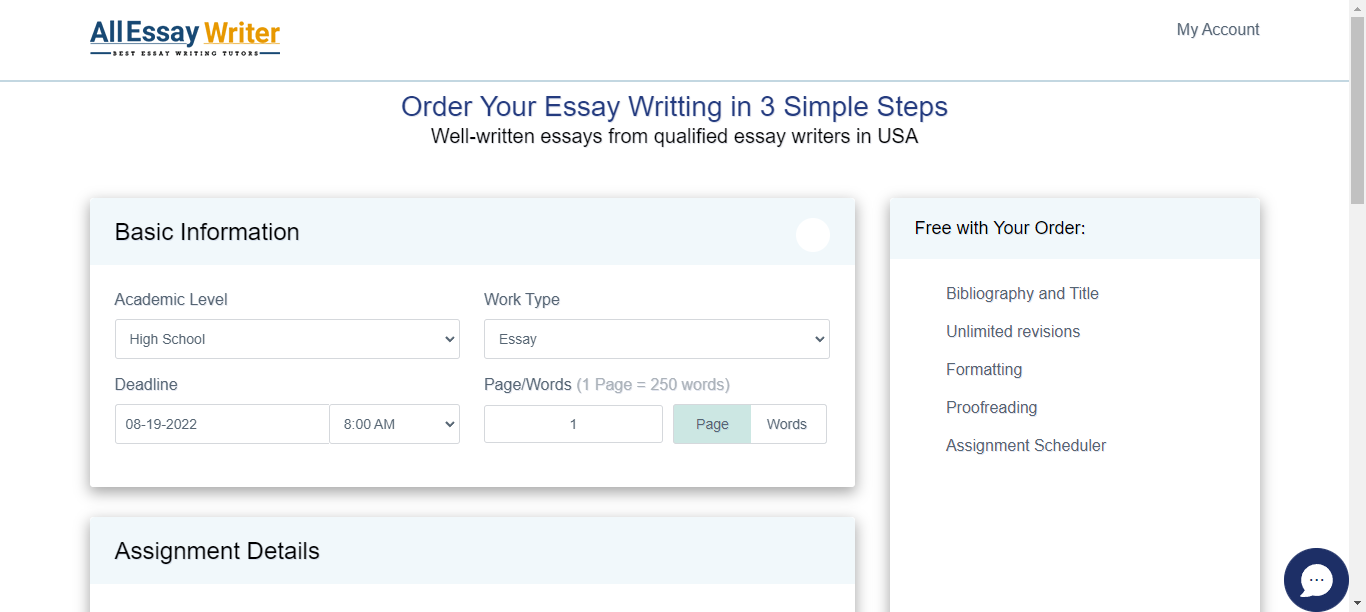 All Essay Writer
BEST ESSAY WRITING TUTORS
My Account
Order Your Essay Writting in 3 Simple Steps
Well-written essays from qualified essay writers in USA
Basic Information
Academic Level
Work Type
High School
Essay
Deadline
Page/Words (1 Page = 250 words)
08-19-2022
8:00 AM
1
Page
Words
Assignment Details
Free with Your Order:
Bibliography and Title
Unlimited revisions
Formatting
Proofreading
Assignment Scheduler